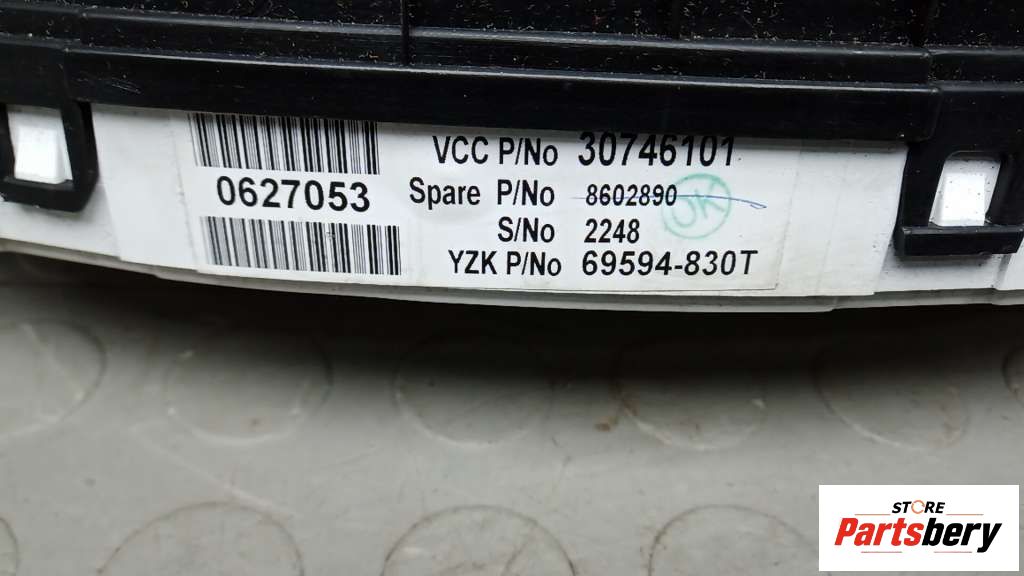 VCC P/No 30746101
0627053
Spare P/No 8602890
OK
S/No 2248
YZK P/No 69594-830T
STORE
Partsbery